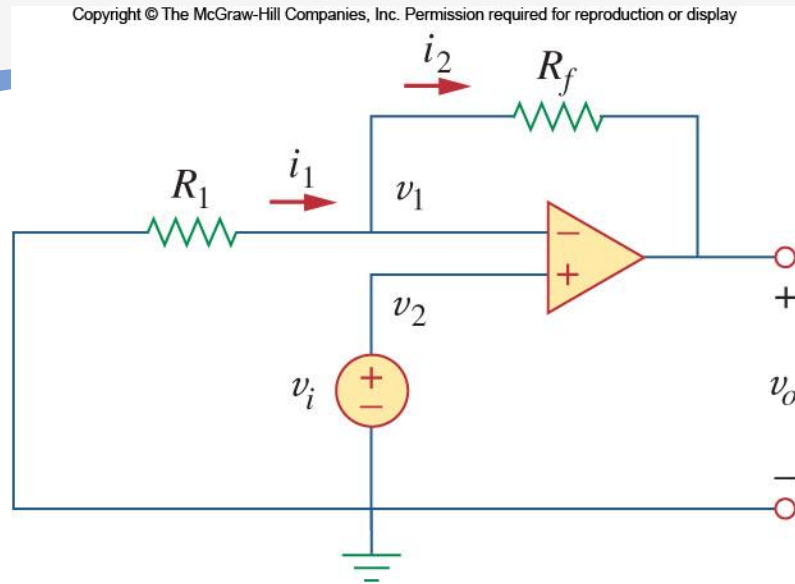 Copyright © The McGraw-Hill Companies, Inc. Permission required for reproduction or display
i2
Rf
R1
i1
v1
−
+
v2
+
vi
+
−
vo
−